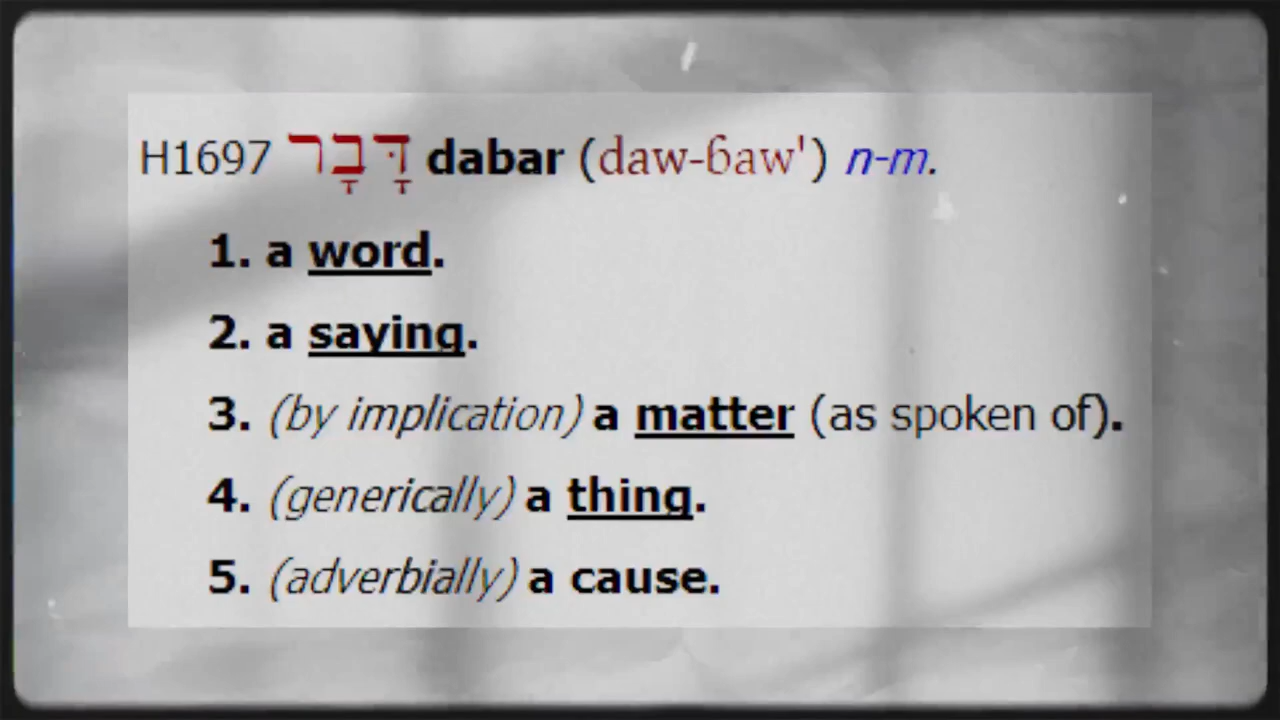 H1697 דָּבָר dabar (daw-baw') n-m.
1. a word.
2. a saying.
3. (by implication) a matter (as spoken of).
4. (generically) a thing.
5. (adverbially) a cause.